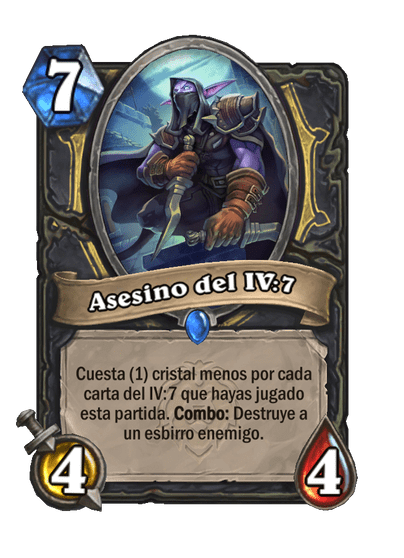 7
Asesino del IV:7
Cuesta (1) cristal menos por cada
carta del IV:7 que hayas jugado
esta partida. Combo: Destruye a
un esbirro enemigo.
4
4